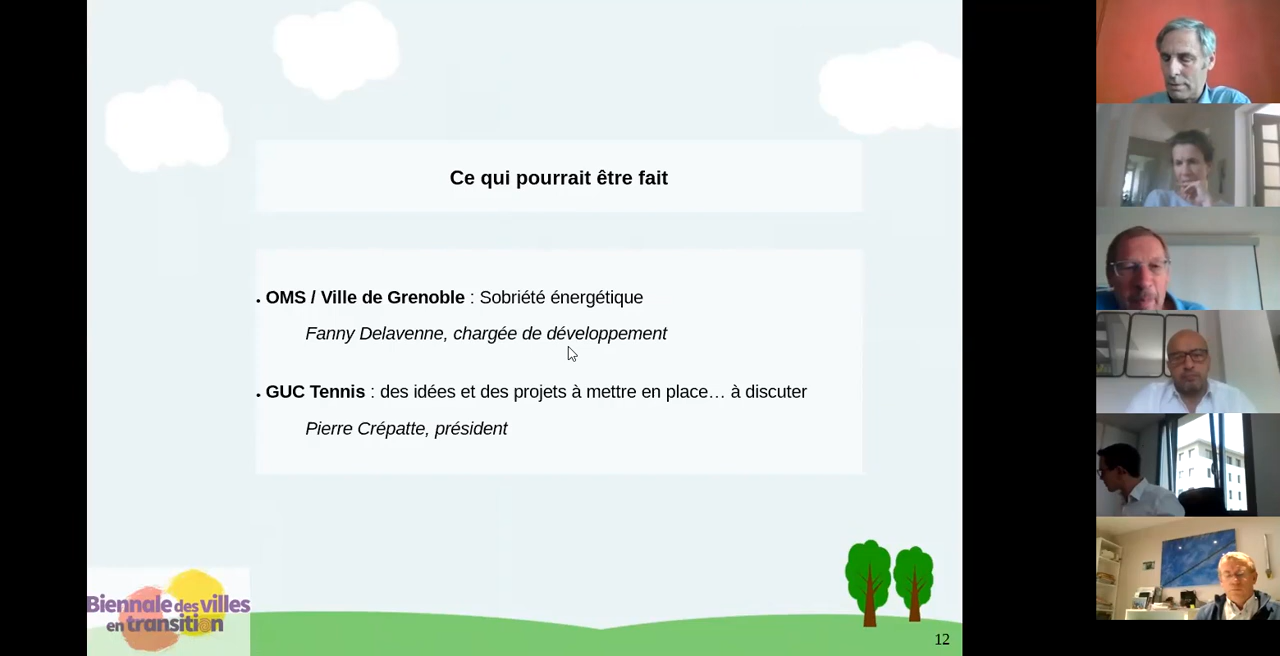 Ce qui pourrait être fait
• OMS / Ville de Grenoble : Sobriété énergétique
Fanny Delavenne, chargée de développement
• GUC Tennis : des idées et des projets à mettre en place… à discuter
Pierre Crépatte, président
Biennale des villes
en transition
12